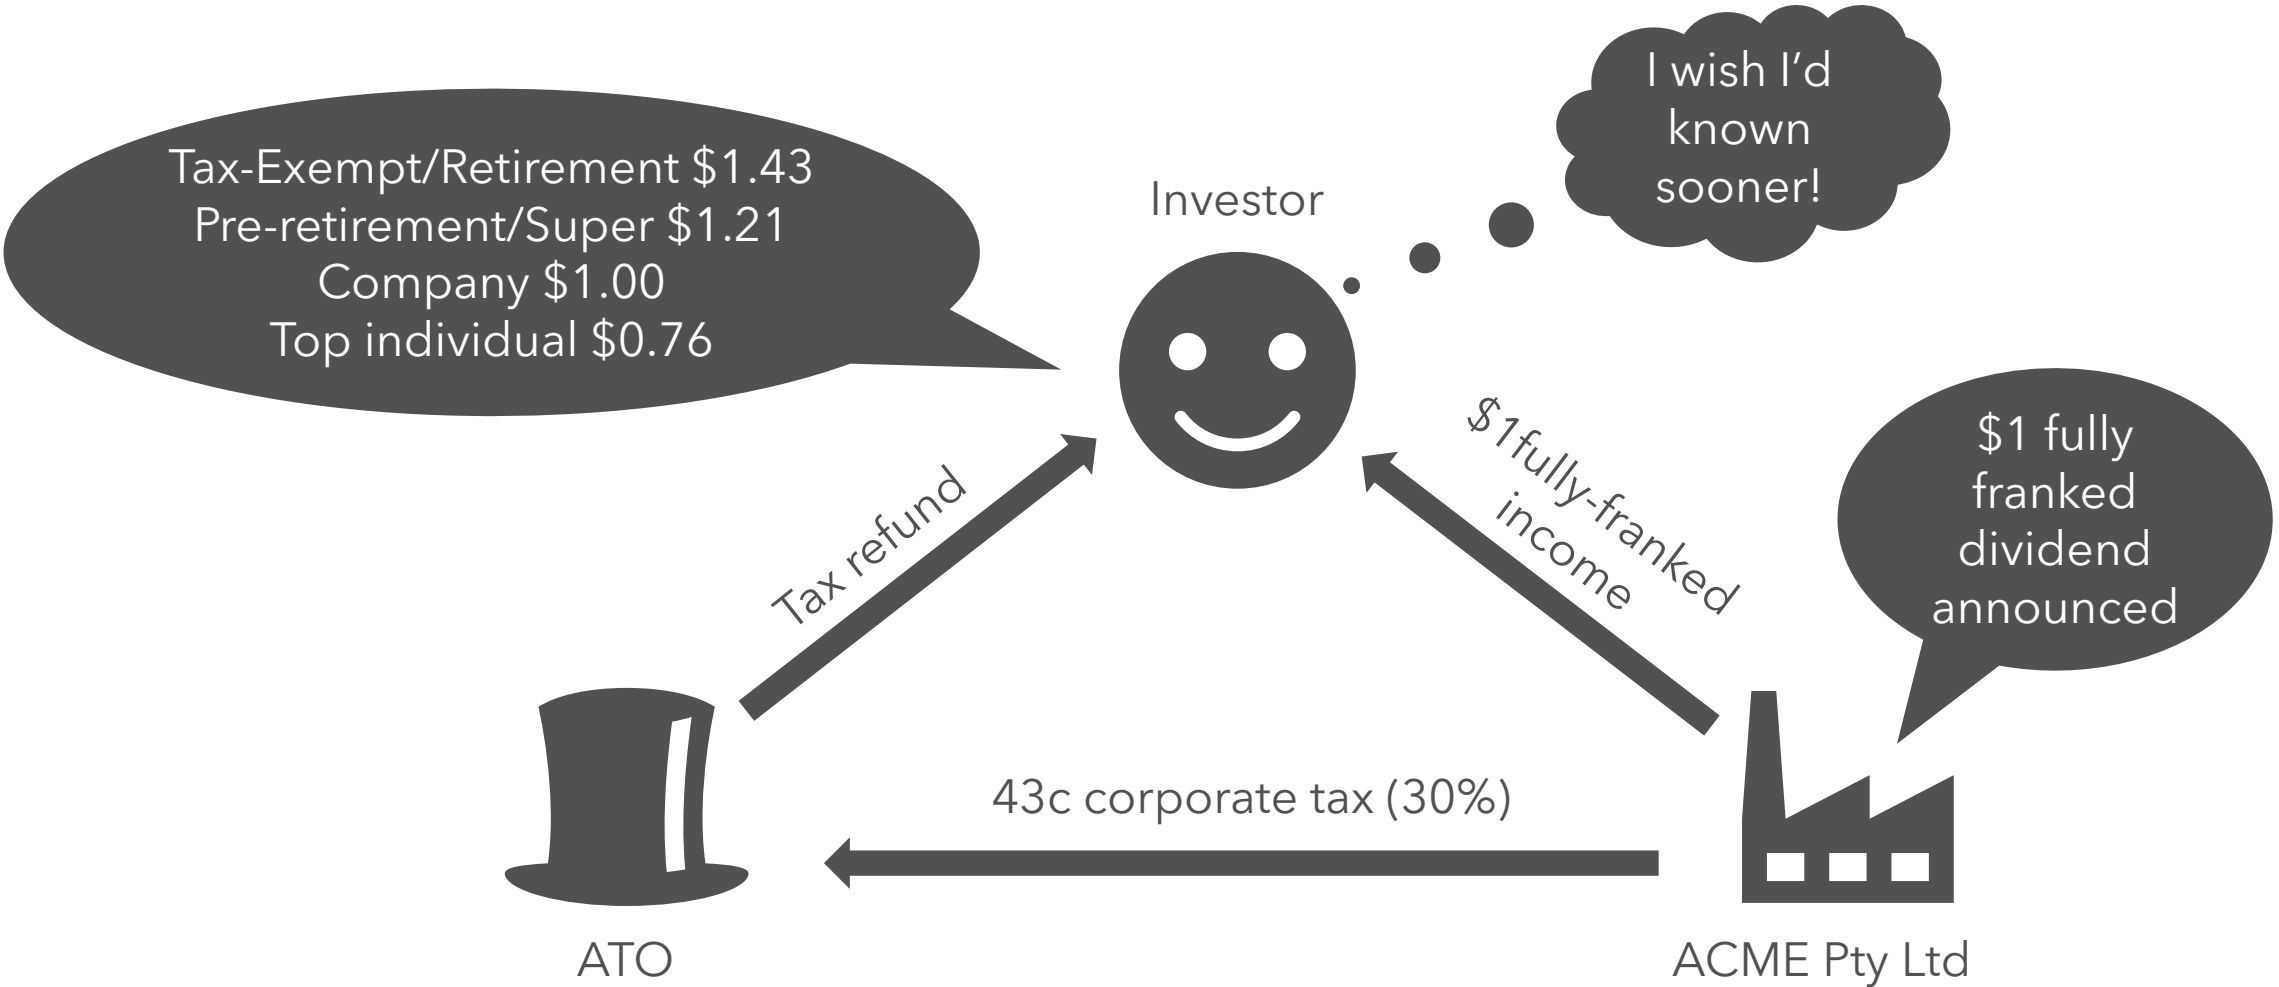 I wish I'd
known
sooner!
Tax-Exempt/Retirement $1.43
Pre-retirement/Super $1.21
Company $1.00
Top individual $0.76
Investor
$1fully-franked
income
$1 fully
franked
dividend
announced
Tax refund
43c corporate tax (30%)
ATO
ACME Pty Ltd